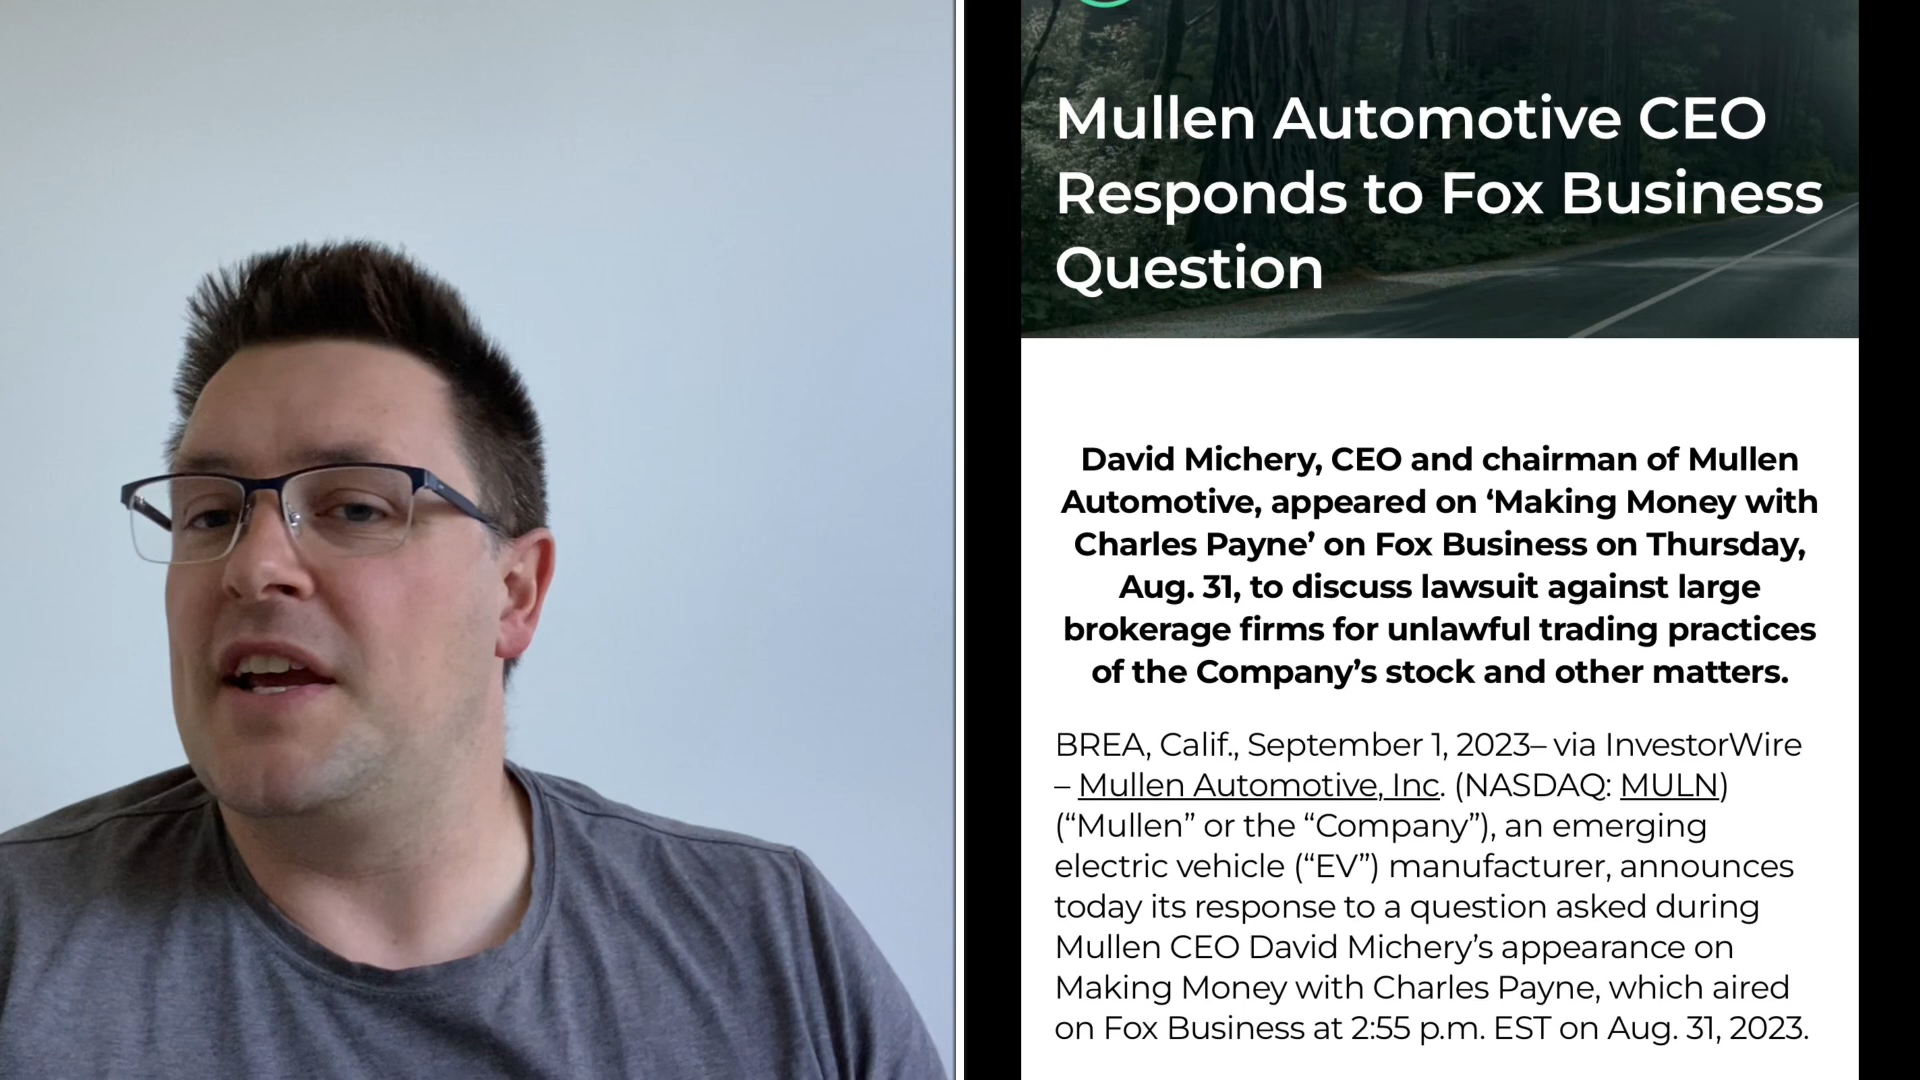 Mullen Automotive CEO
Responds to Fox Business
Question
David Michery, CEO and chairman of Mullen
Automotive, appeared on ‘Making Money with
Charles Payne’ on Fox Business on Thursday,
Aug. 31, to discuss lawsuit against large
brokerage firms for unlawful trading practices
of the Company’s stock and other matters.
BREA, Calif., September 1, 2023– via InvestorWire
– Mullen Automotive, Inc. (NASDAQ: MULN)
(“Mullen” or the “Company”), an emerging
electric vehicle (“EV”) manufacturer, announces
today its response to a question asked during
Mullen CEO David Michery’s appearance on
Making Money with Charles Payne, which aired
on Fox Business at 2:55 p.m. EST on Aug. 31, 2023.